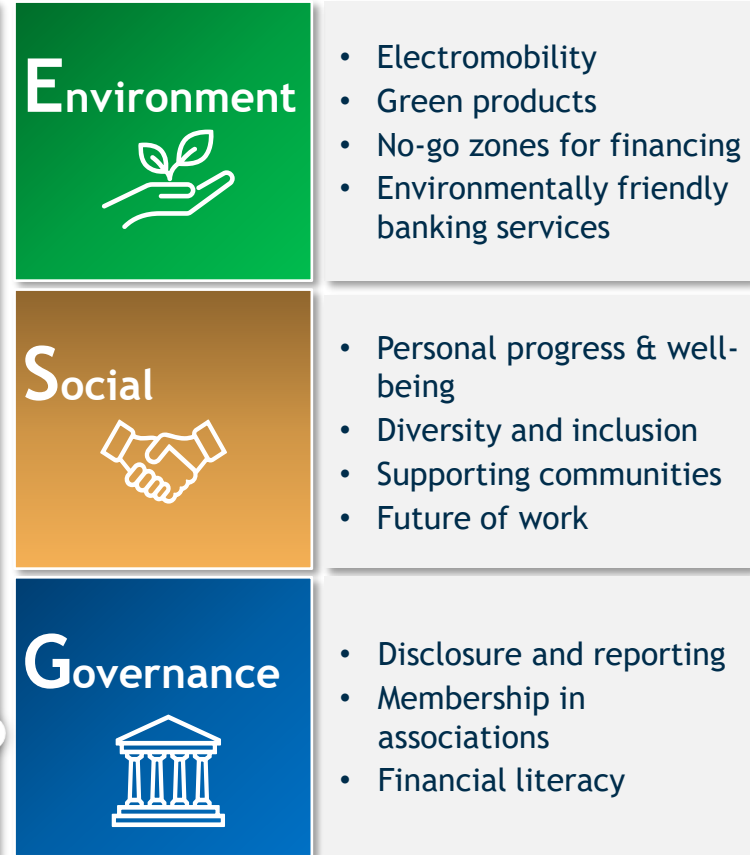 Environment
• Electromobility
• Green products
• No-go zones for financing
• Environmentally friendly
banking services
Social
• Personal progress & well-
being
• Diversity and inclusion
• Supporting communities
• Future of work
Governance
• Disclosure and reporting
• Membership in
associations
• Financial literacy